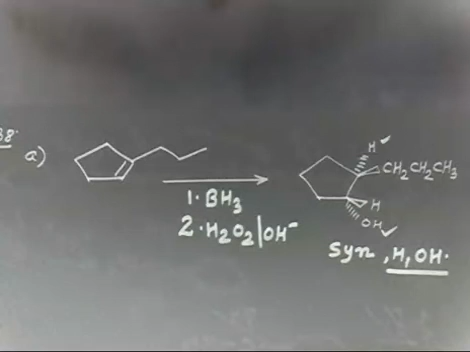 38.
a)
H ✓
CH₂CH₂CH₃
1. BH₃
H
2. H₂O₂/OH⁻
OH ✓
Syn, H, OH.